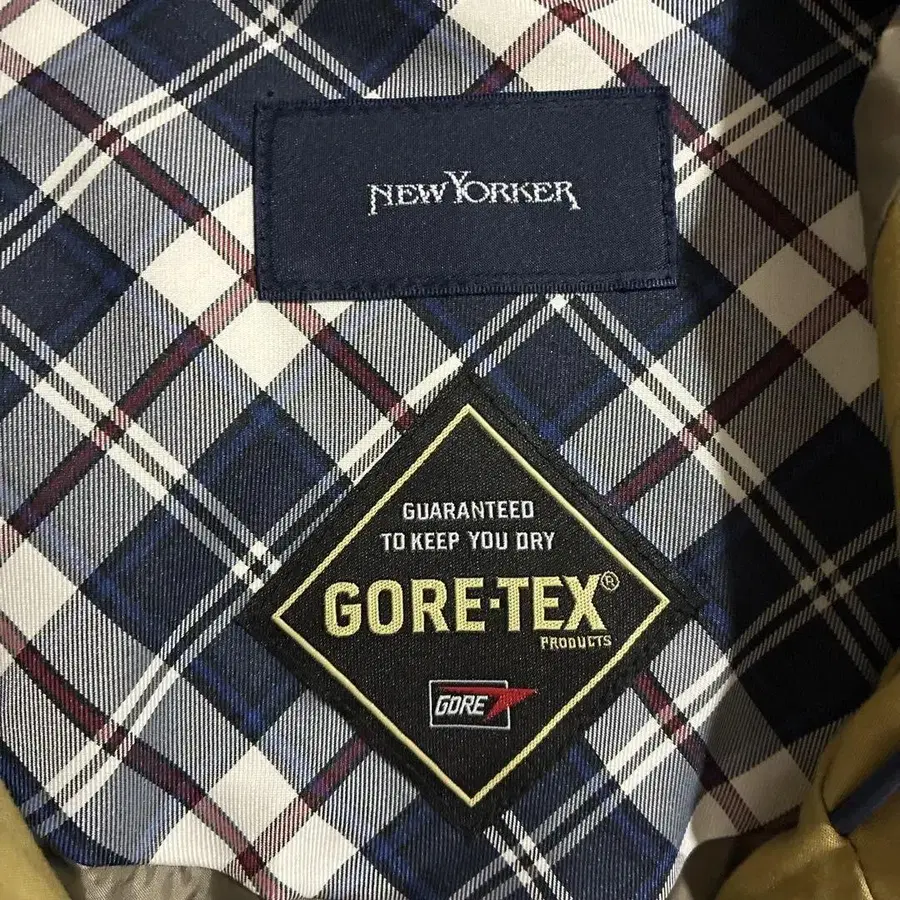 NEWYORKER
GUARANTEED
TO KEEP YOU DRY
GORE-TEX®
PRODUCTS
GORE